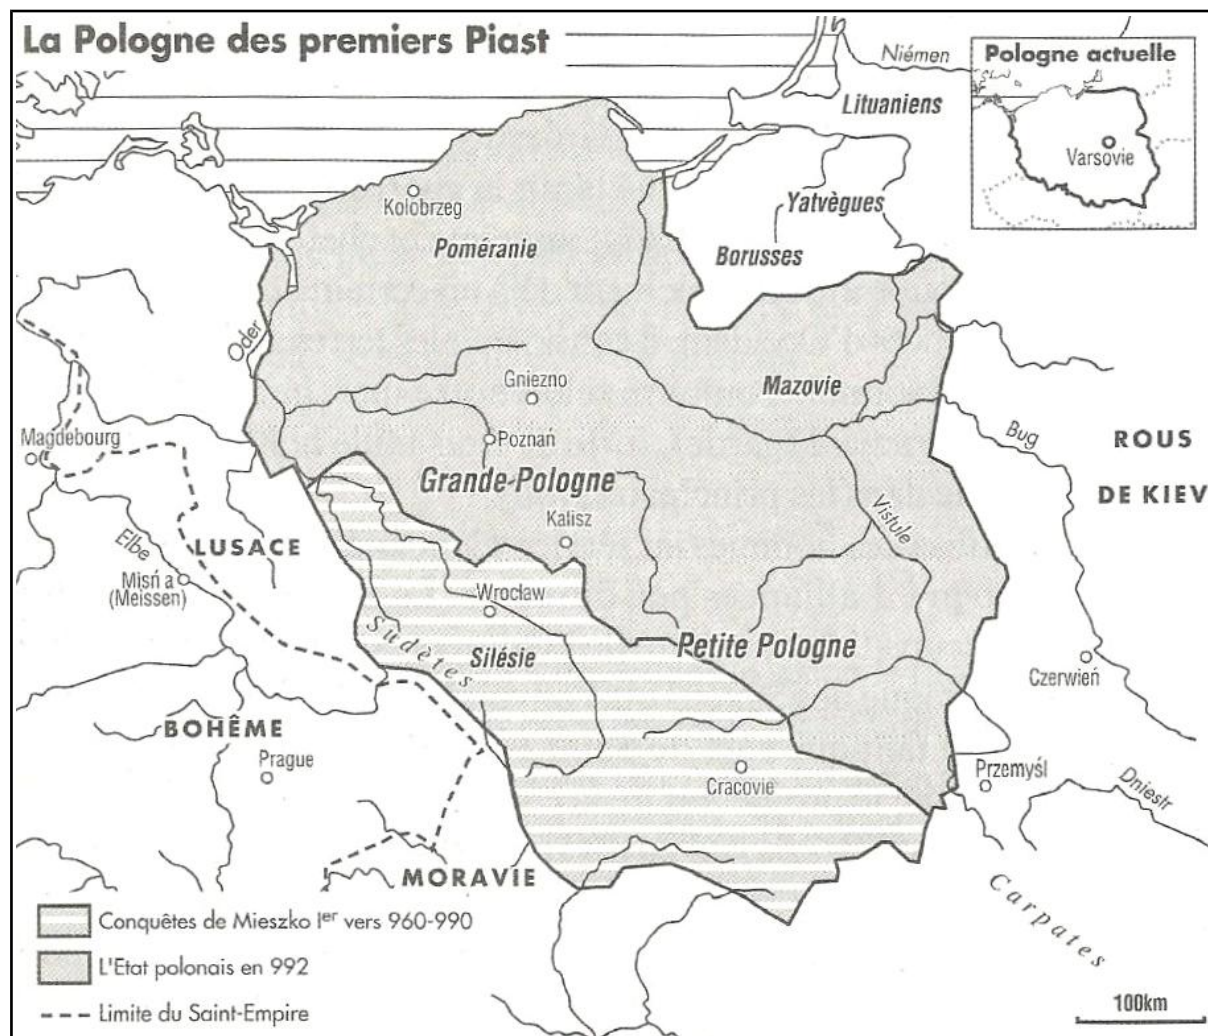 La Pologne des premiers Piast
Niémen
Pologne actuelle
Varsovie
Lituaniens
Yatvègues
Borusses
Kolobrzeg
Poméranie
Oder
Gniezno
Mazovie
Magdebourg
Poznań
Bug
ROUS
DE KIEV
Grande Pologne
Kalisz
Vistule
Elbe
LUSACE
Misń a
(Meissen)
Wrocław
Sudètes
Silésie
Petite Pologne
Czerwień
BOHÊME
Prague
Cracovie
Przemyśl
Dniestr
MORAVIE
Carpates
Conquêtes de Mieszko Ier vers 960-990
L'Etat polonais en 992
Limite du Saint-Empire
100km